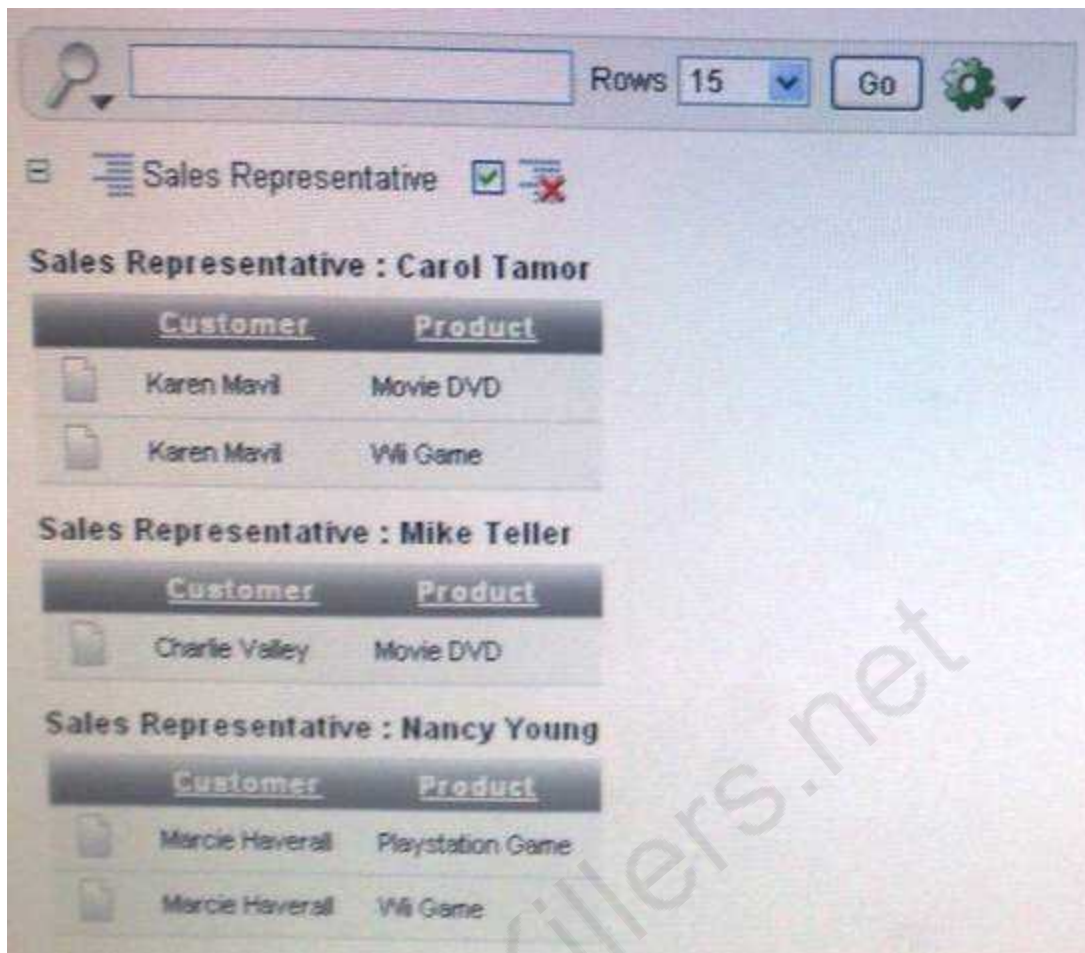 Rows 15 Go
Sales Representative
Sales Representative : Carol Tamor
Customer Product
Karen Mavil Movie DVD
Karen Mavil Wii Game
Sales Representative : Mike Teller
Customer Product
Charlie Valley Movie DVD
Sales Representative : Nancy Young
Customer Product
Marcie Haverall Playstation Game
Marcie Haverall Wii Game
killers.net